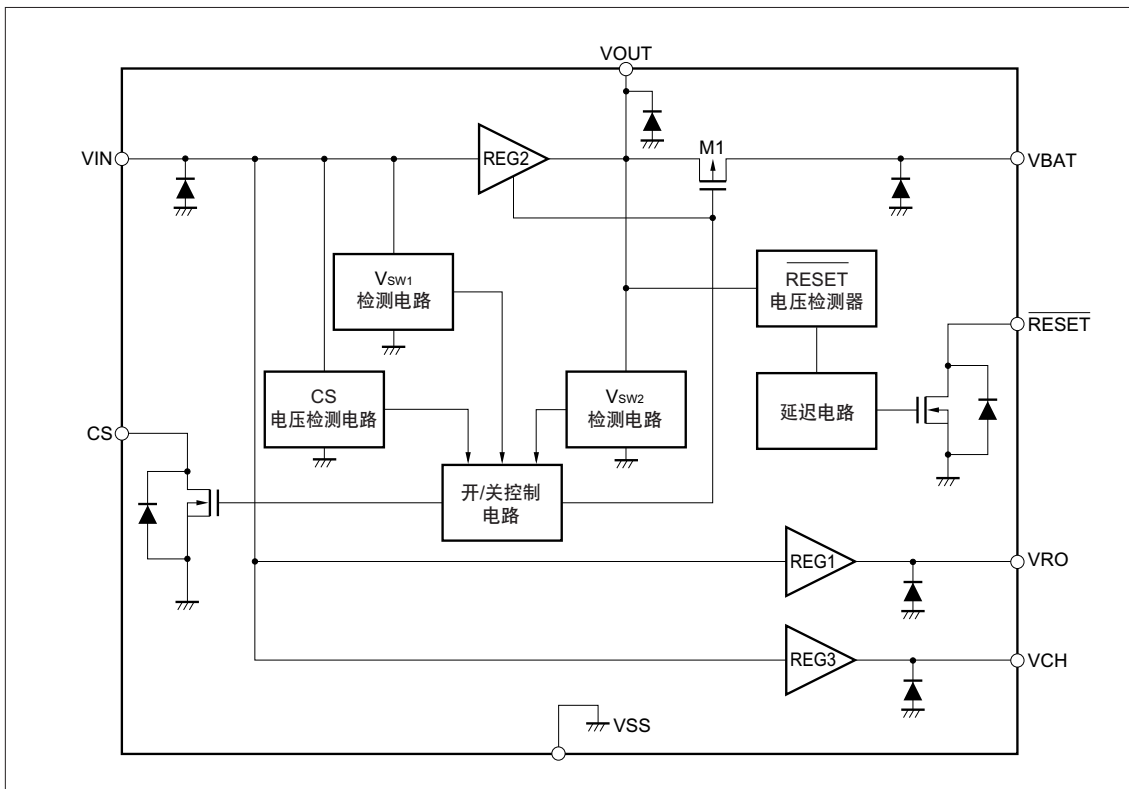 VOUT
M1
VIN
REG2
VBAT
VSW1
检测电路
RESET
电压检测器
RESET
CS
电压检测电路
VSW2
检测电路
延迟电路
CS
开/关控制
电路
REG1
VRO
REG3
VCH
VSS